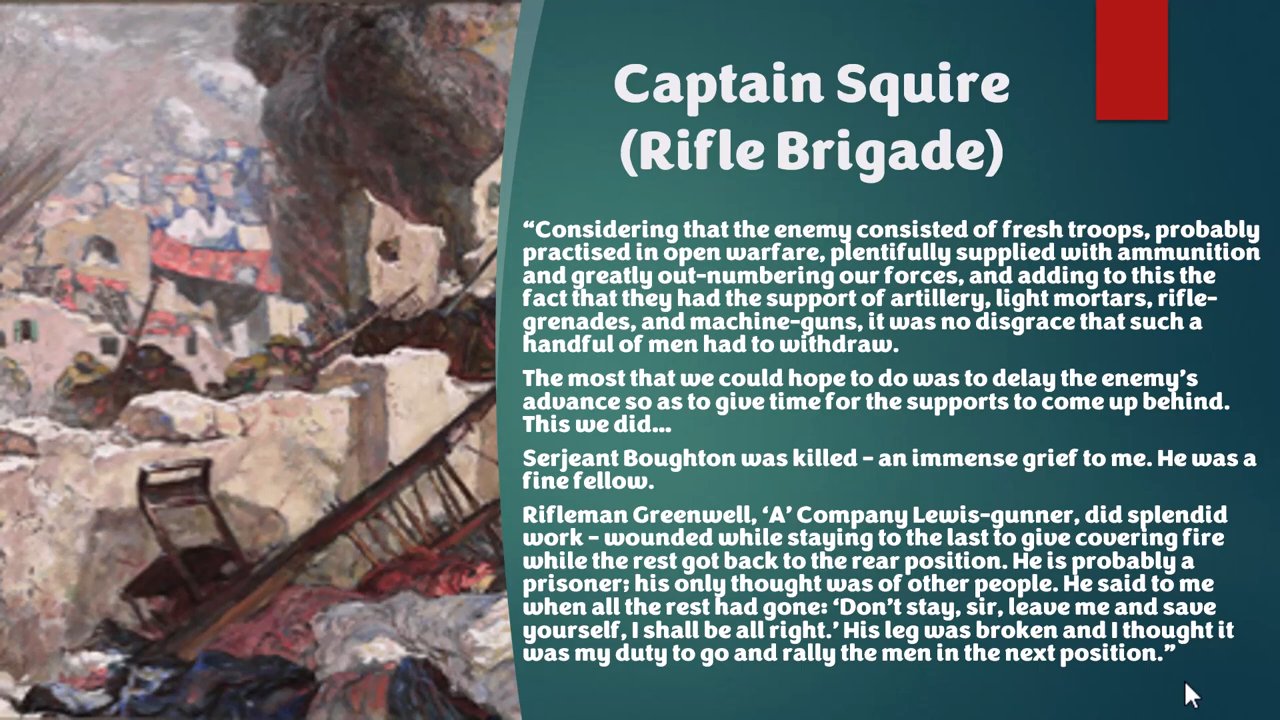 Captain Squire
(Rifle Brigade)
“Considering that the enemy consisted of fresh troops, probably
practised in open warfare, plentifully supplied with ammunition
and greatly out-numbering our forces, and adding to this the
fact that they had the support of artillery, light mortars, rifle-
grenades, and machine-guns, it was no disgrace that such a
handful of men had to withdraw.
The most that we could hope to do was to delay the enemy’s
advance so as to give time for the supports to come up behind.
This we did...
Serjeant Boughton was killed – an immense grief to me. He was a
fine fellow.
Rifleman Greenwell, ‘A’ Company Lewis-gunner, did splendid
work – wounded while staying to the last to give covering fire
while the rest got back to the rear position. He is probably a
prisoner; his only thought was of other people. He said to me
when all the rest had gone: ‘Don’t stay, sir, leave me and save
yourself, I shall be all right.’ His leg was broken and I thought it
was my duty to go and rally the men in the next position.”